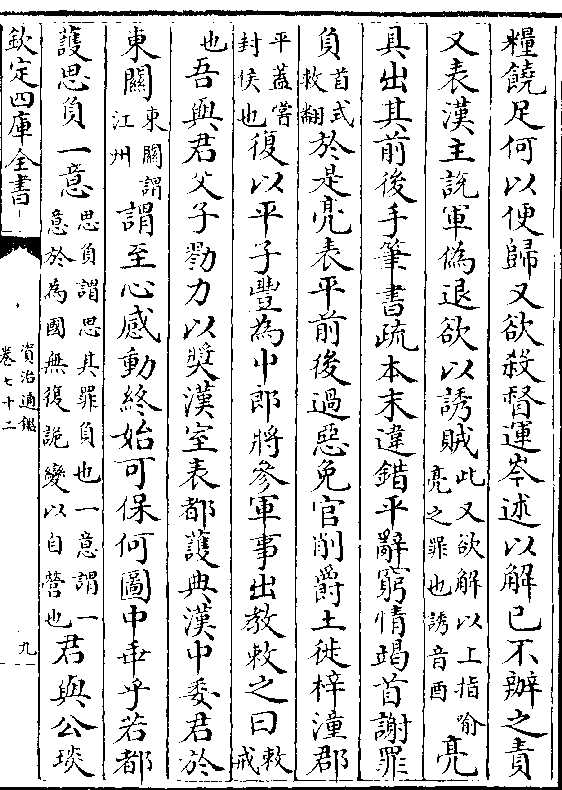 糧饒足何以便歸又欲殺督運岑述以解已不辦之責
又表漢主説軍偽退欲以誘賊此又欲解以上指喻亮之罪也誘音酉亮
具出其前後手筆書疏本末違錯平辭窮情竭首謝罪
負首式救翻於是亮表平前後過惡免官削爵土徙梓潼郡
平蓋嘗封侯也復以平子豐為中郎將參軍事出教敕之曰敕戒
也吾與君父子勠力以奬漢室表都護典漢中委君於
東關東關謂江州謂至心感動終始可保何圖中乖乎若都
護思負一意思負謂思其罪負也一意謂一意於為國無復詭變以自營也君與公琰
欽定四庫全書
資治通鑑
卷七十二
九